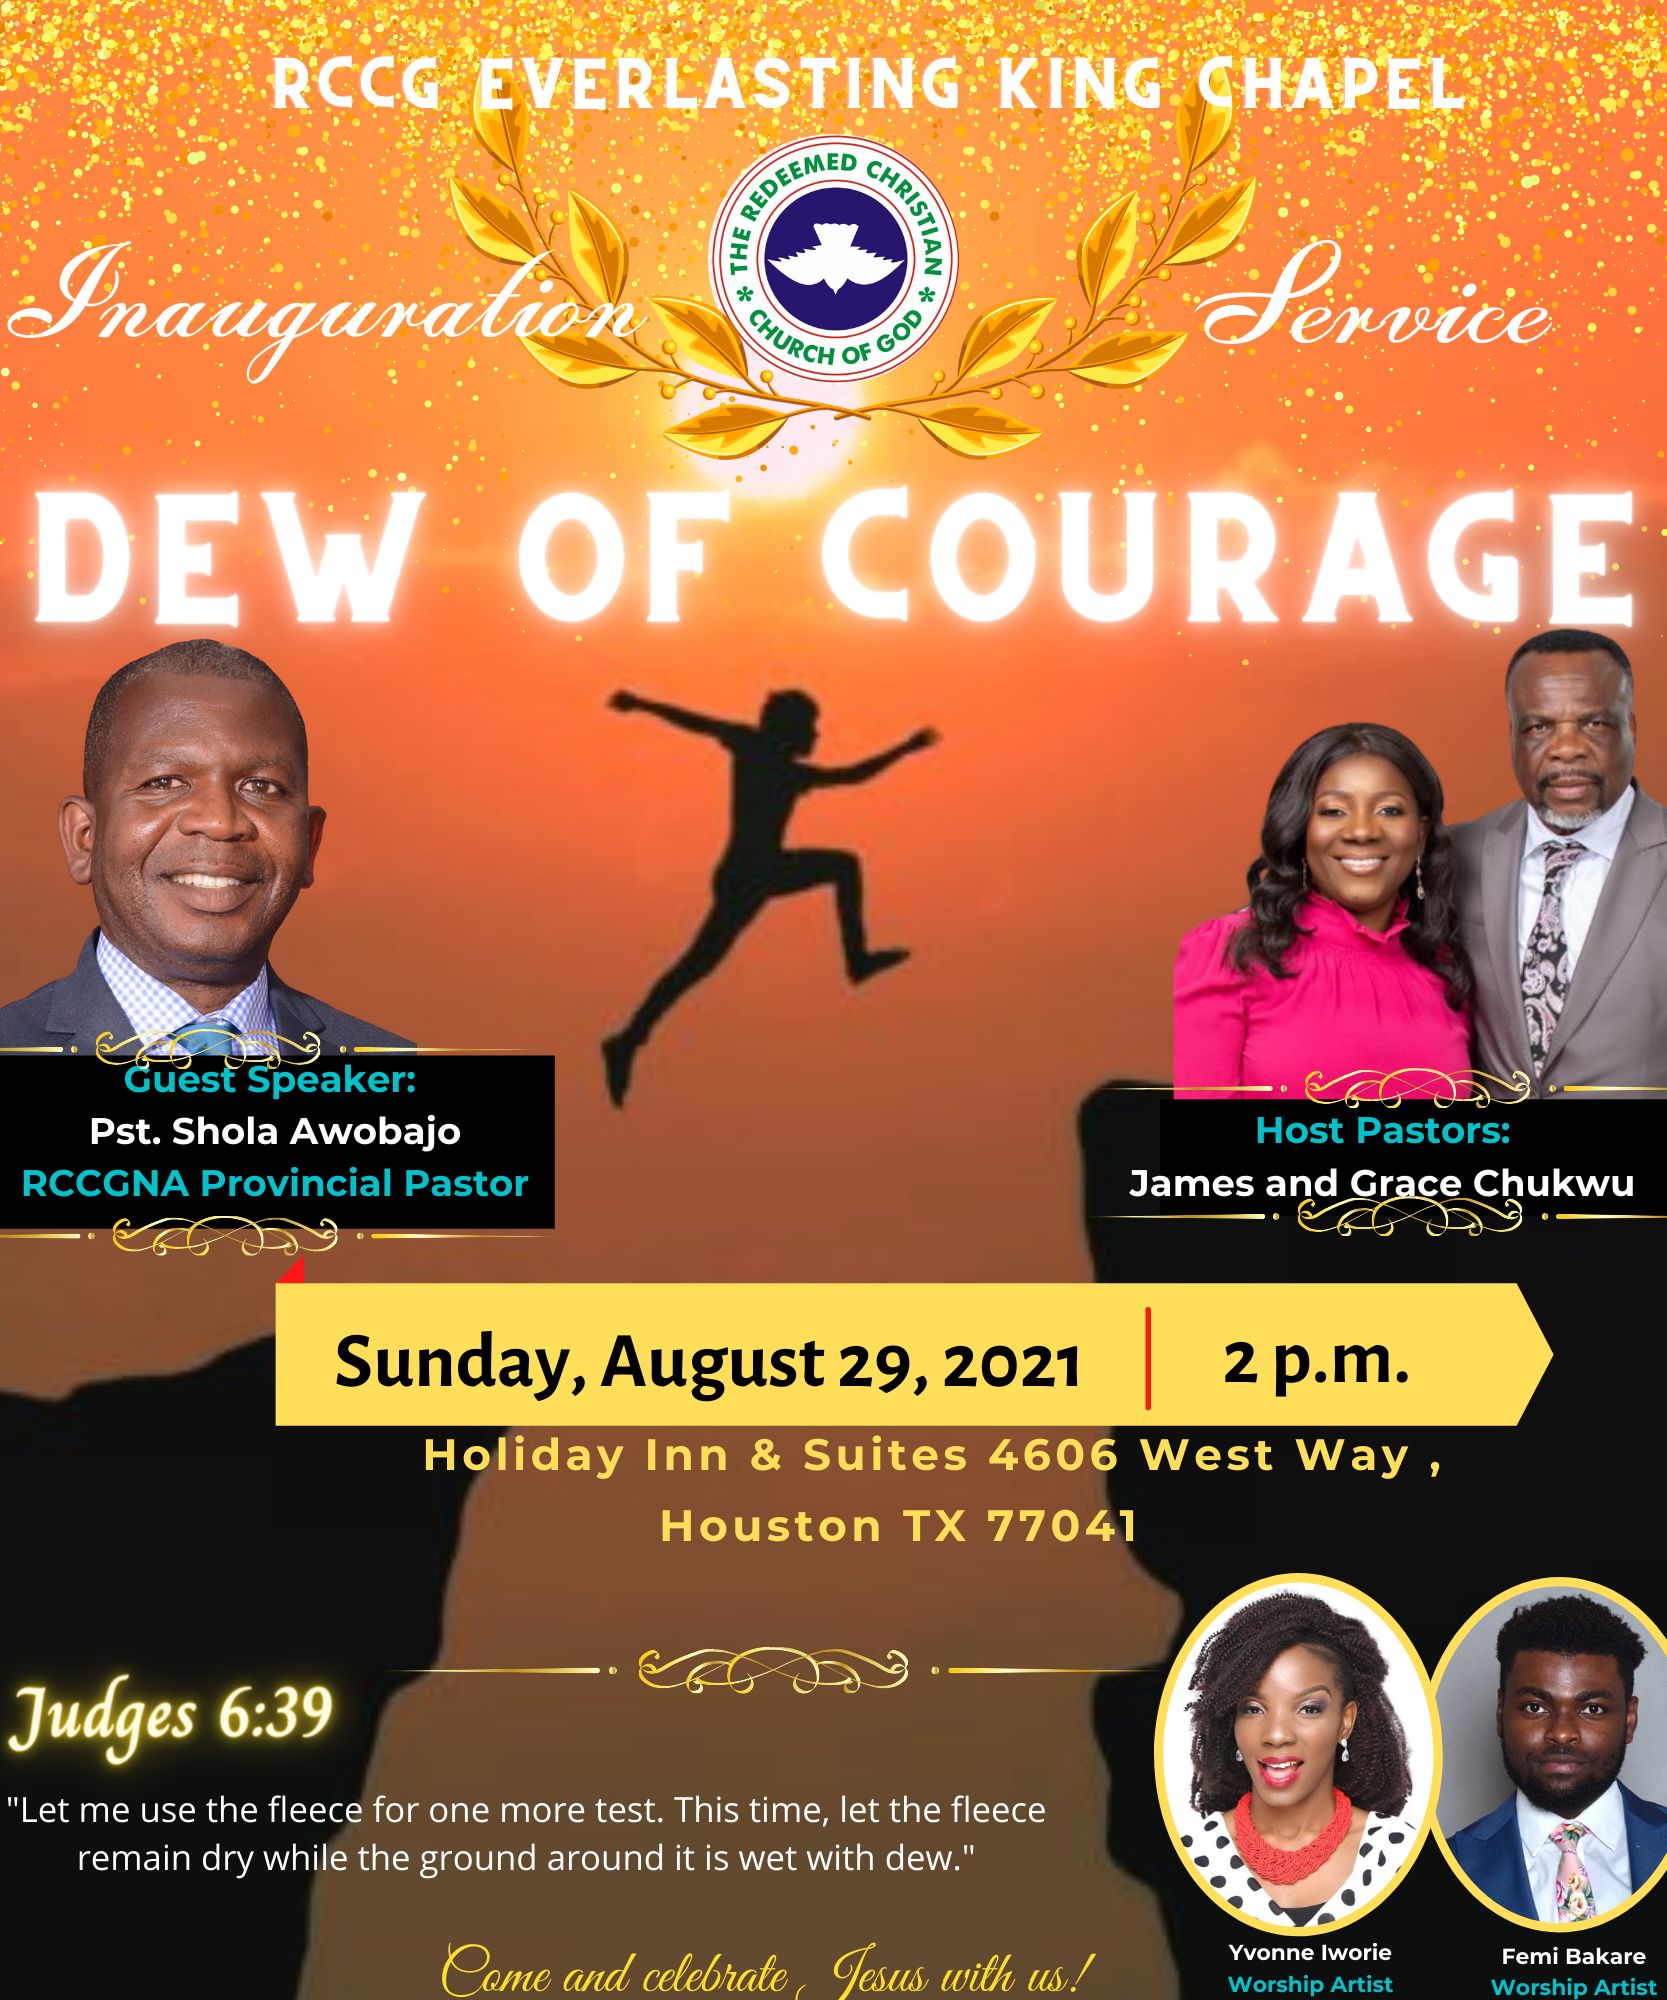 RCCG EVERLASTING KING CHAPEL
THE REDEEMED CHRISTIAN
* CHURCH OF GOD *
Inauguration Service
DEW OF COURAGE
Guest Speaker:
Pst. Shola Awobajo
RCCGNA Provincial Pastor
Host Pastors:
James and Grace Chukwu
Sunday, August 29, 2021 | 2 p.m.
Holiday Inn & Suites 4606 West Way ,
Houston TX 77041
Judges 6:39
"Let me use the fleece for one more test. This time, let the fleece
remain dry while the ground around it is wet with dew."
Come and celebrate , Jesus with us!
Yvonne Iworie
Worship Artist
Femi Bakare
Worship Artist